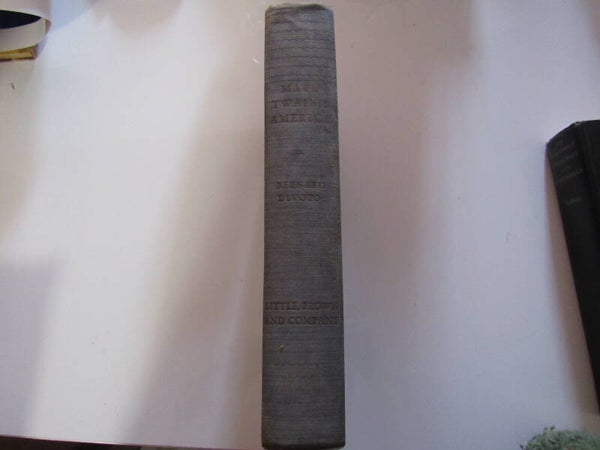 MARK
TWAIN'S
AMERICA
BERNARD
DEVOTO
LITTLE, BROWN
AND COMPANY